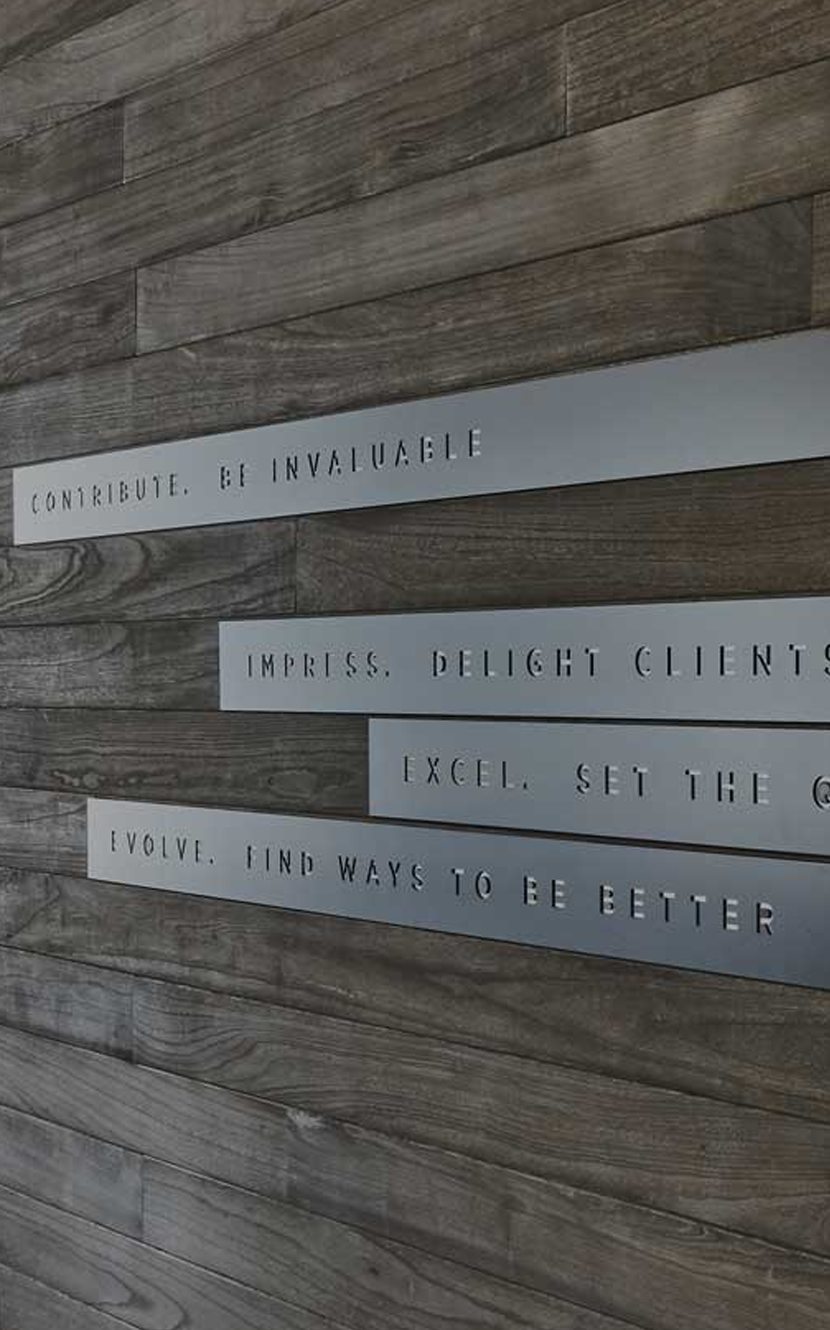 CONTRIBUTE. BE INVALUABLE
IMPRESS. DELIGHT CLIENTS
EXCEL. SET THE
EVOLVE. FIND WAYS TO BE BETTER